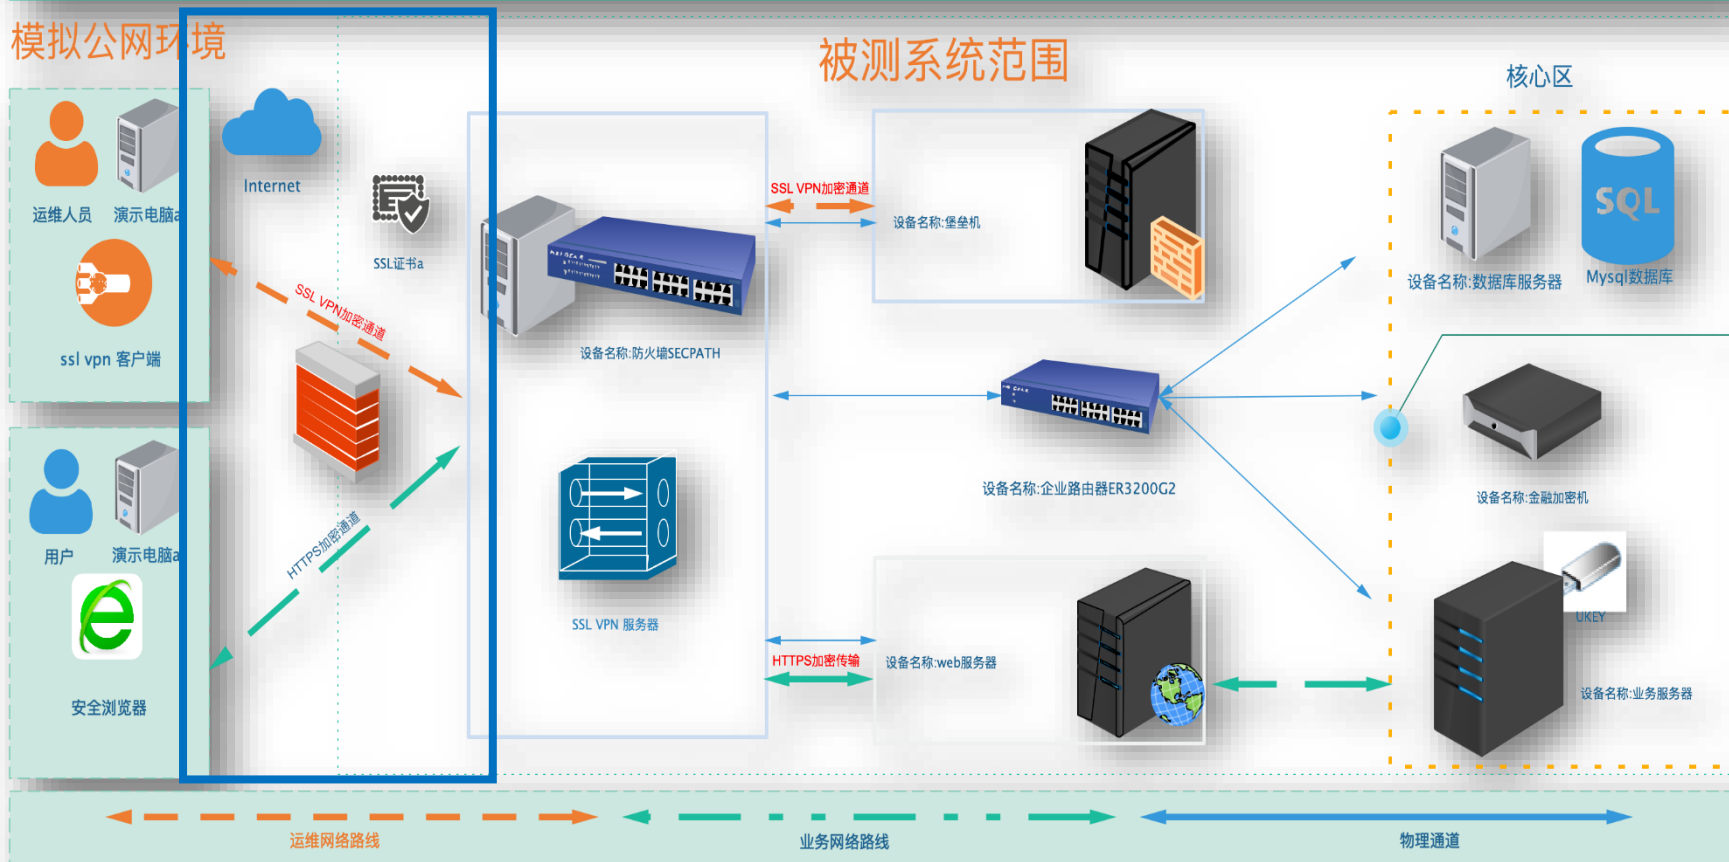 模拟公网环境
被测系统范围
核心区
运维人员
演示电脑a
Internet
SSL证书a
ssl vpn 客户端
SSL VPN加密通道
设备名称:防火墙SECPATH
SSL VPN加密通道
设备名称:堡垒机
设备名称:数据库服务器
SQL
Mysql数据库
用户
演示电脑a
HTTPS加密通道
安全浏览器
SSL VPN 服务器
设备名称:企业路由器ER3200G2
设备名称:金融加密机
HTTPS加密传输
设备名称:web服务器
UKEY
设备名称:业务服务器
运维网络路线
业务网络路线
物理通道